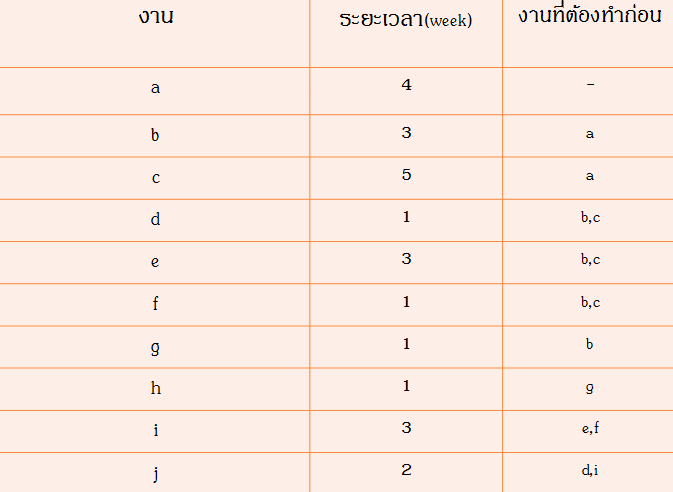 งาน ระยะเวลา(week) งานที่ต้องทำก่อน
a 4 -
b 3 a
c 5 a
d 1 b,c
e 3 b,c
f 1 b,c
g 1 b
h 1 g
i 3 e,f
j 2 d,i